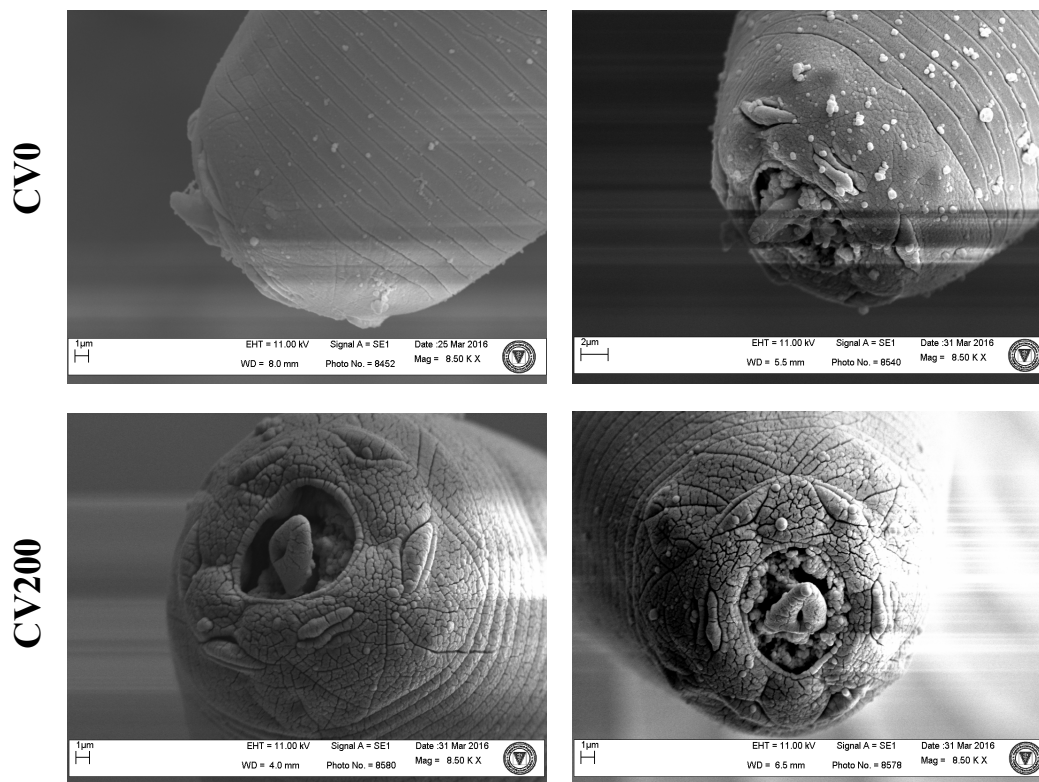 CV0
1µm
EHT = 11.00 kV Signal A = SE1 Date :25 Mar 2016
WD = 8.0 mm Photo No. = 8452 Mag = 8.50 K X
2µm
EHT = 11.00 kV Signal A = SE1 Date :31 Mar 2016
WD = 5.5 mm Photo No. = 8540 Mag = 8.50 K X
CV200
1µm
EHT = 11.00 kV Signal A = SE1 Date :31 Mar 2016
WD = 4.0 mm Photo No. = 8580 Mag = 8.50 K X
1µm
EHT = 11.00 kV Signal A = SE1 Date :31 Mar 2016
WD = 6.5 mm Photo No. = 8578 Mag = 8.50 K X